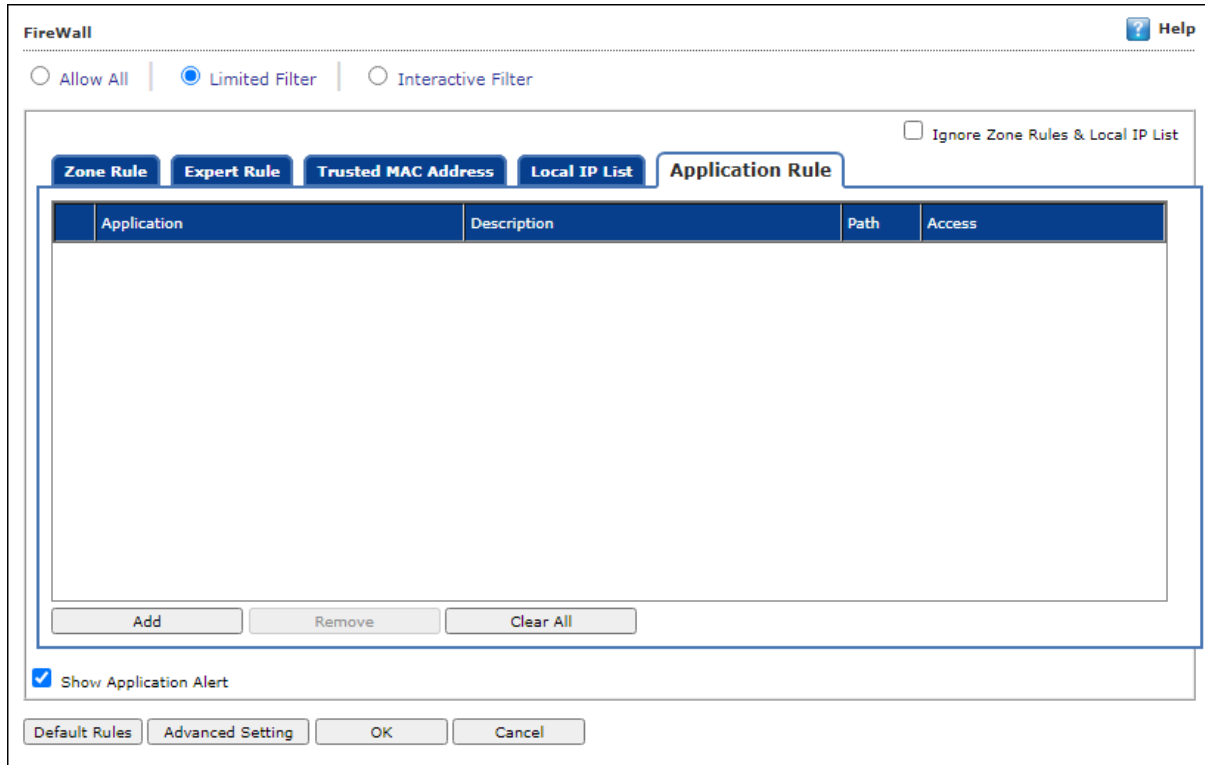 FireWall
? Help
Allow All Limited Filter Interactive Filter
Ignore Zone Rules & Local IP List
Zone Rule Expert Rule Trusted MAC Address Local IP List Application Rule
Application Description Path Access
Add Remove Clear All
Show Application Alert
Default Rules Advanced Setting OK Cancel